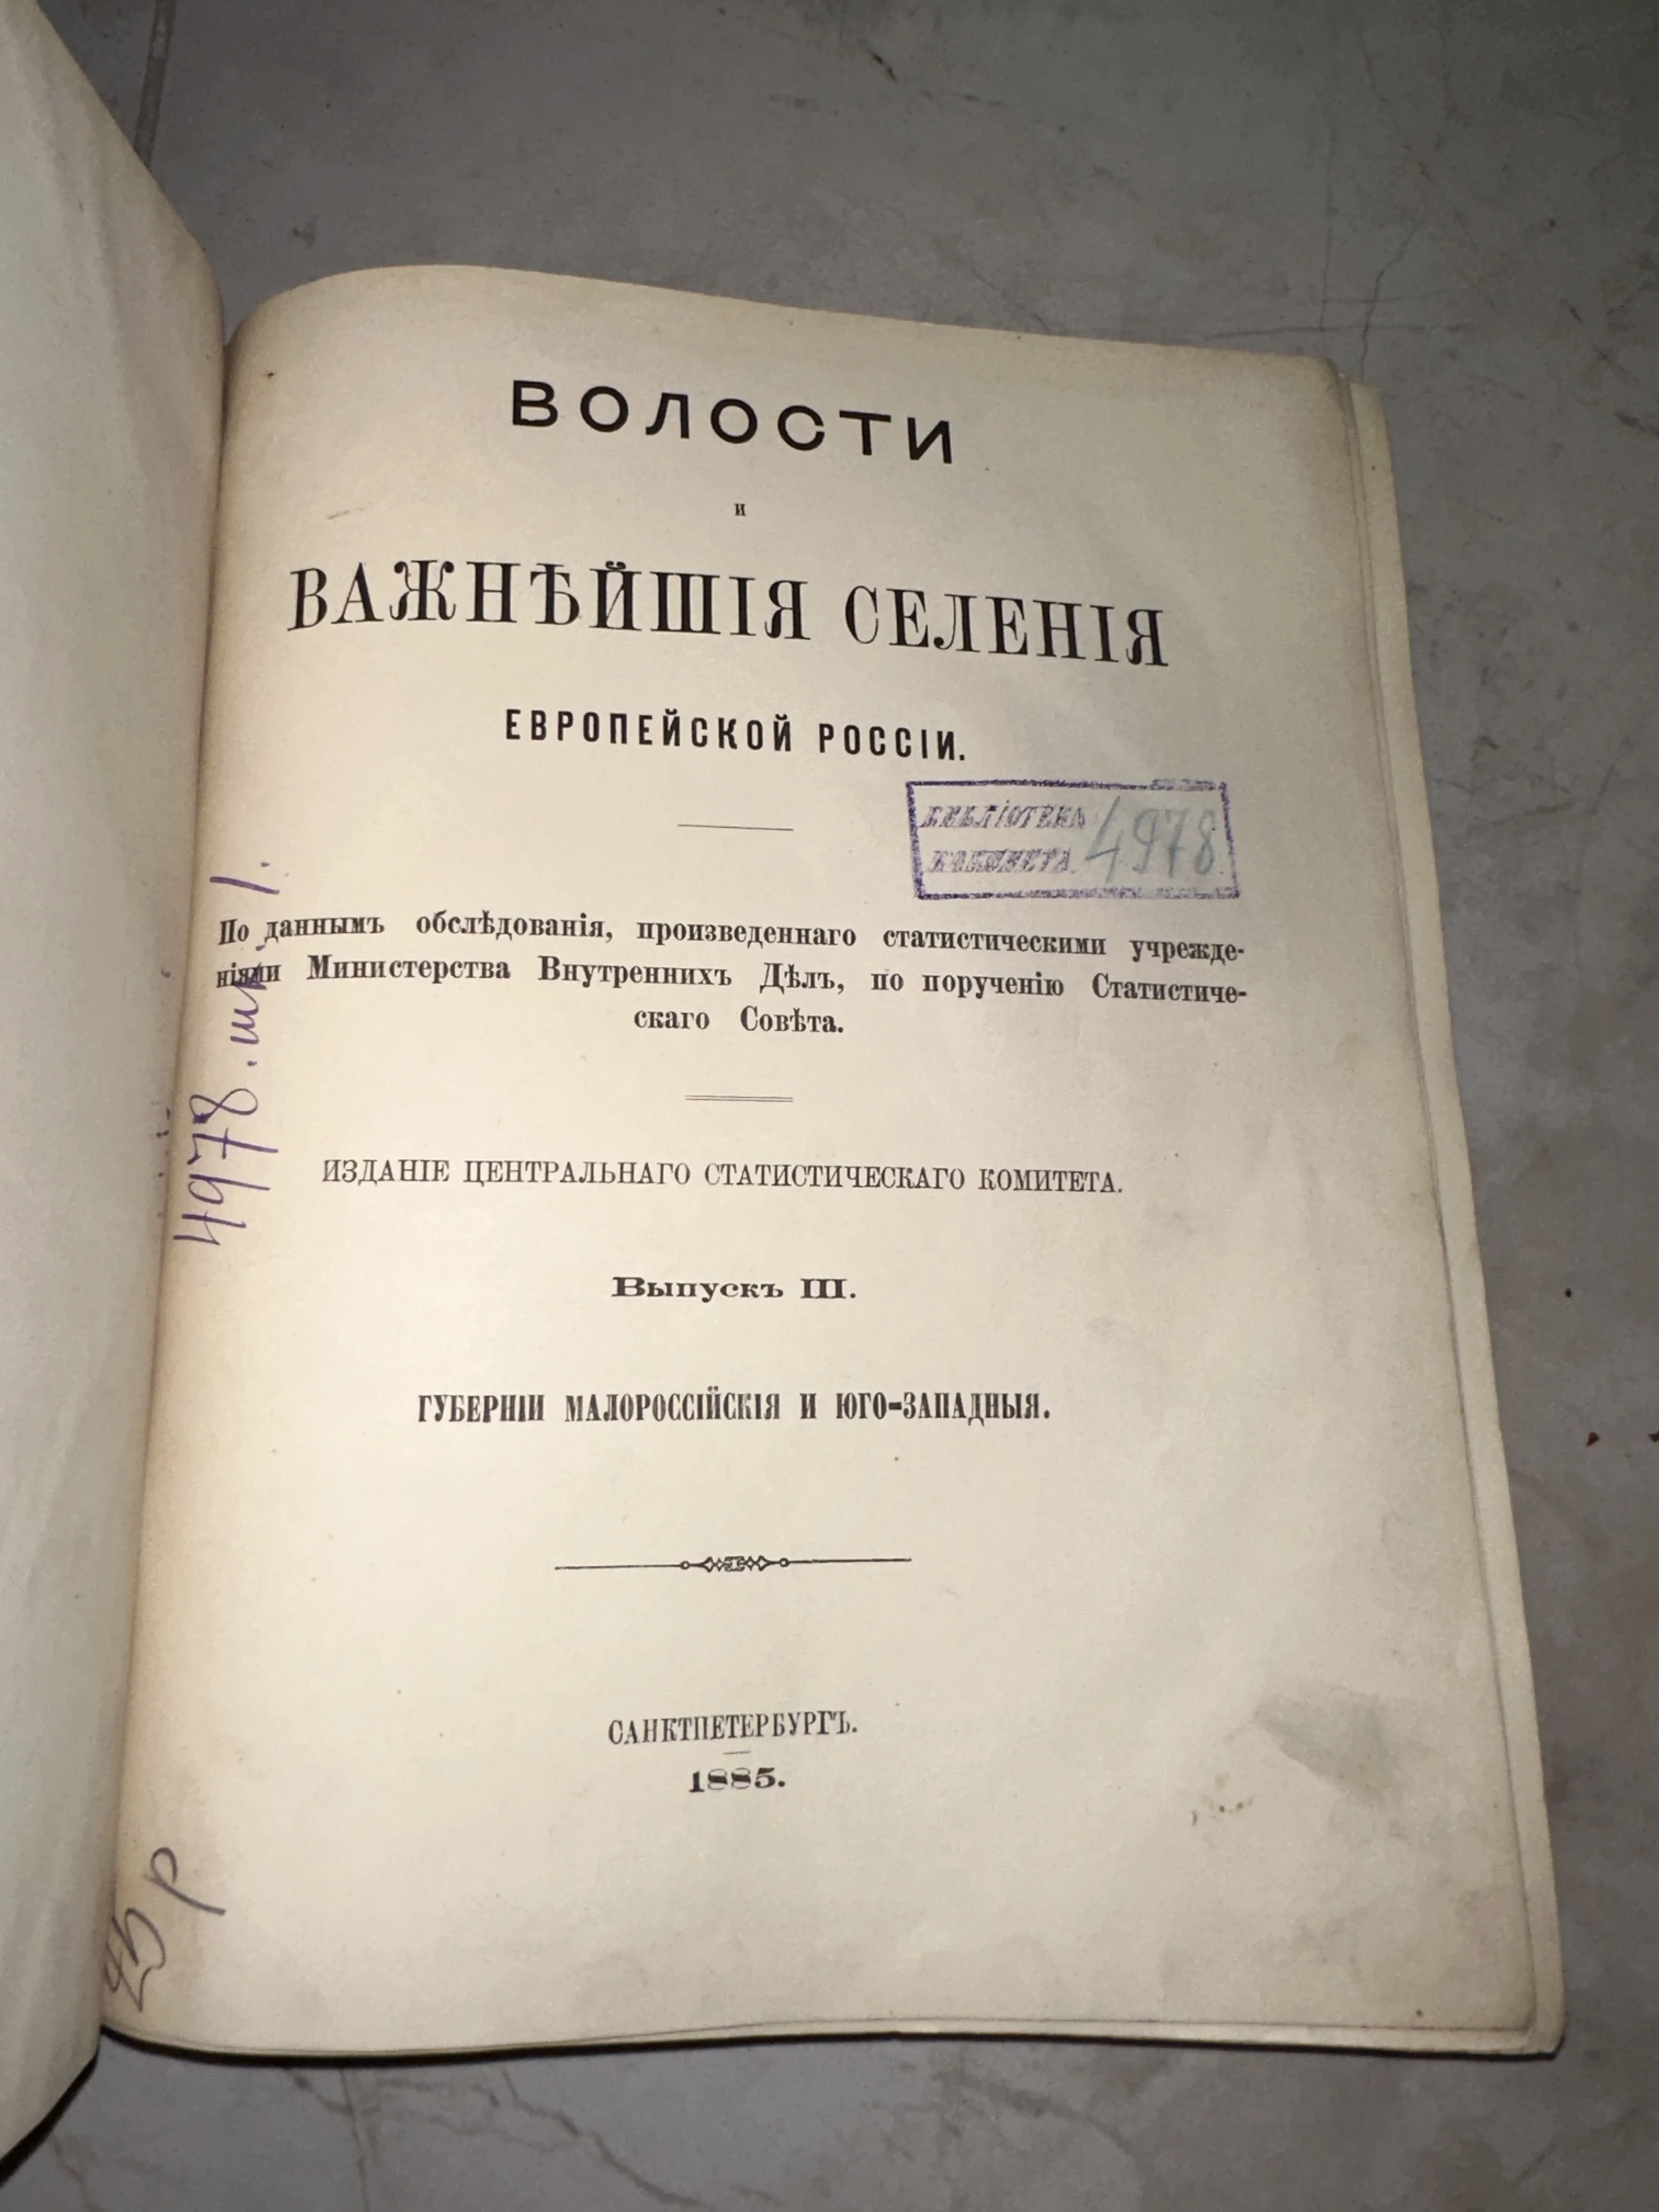 ВОЛОСТИ
и
ВАЖНѢЙШІЯ СЕЛЕНІЯ
ЕВРОПЕЙСКОЙ РОССІИ.
БИБЛІОТЕКА 4978
КАБИНЕТА
По даннымъ обслѣдованія, произведеннаго статистическими учрежде-
ніями Министерства Внутреннихъ Дѣлъ, по порученію Статистиче-
скаго Совѣта.
4978.
ИЗДАНІЕ ЦЕНТРАЛЬНАГО СТАТИСТИЧЕСКАГО КОМИТЕТА.
Выпускъ III.
ГУБЕРНІИ МАЛОРОССІЙСКІЯ И ЮГО-ЗАПАДНЫЯ.
САНКТПЕТЕРБУРГЪ.
1885.